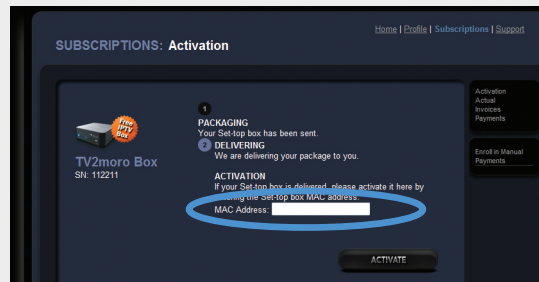 Home | Profile | Subscriptions | Support
SUBSCRIPTIONS: Activation
Free
IPTV
Box
TV2moro Box
SN: 112211
1
PACKAGING
Your Set-top box has been sent.
2 DELIVERING
We are delivering your package to you.
ACTIVATION
If your Set-top box is delivered, please activate it here by
entering the Set-top box MAC address.
MAC Address:
ACTIVATE
Activation
Actual
Invoices
Payments
Enroll in Manual
Payments